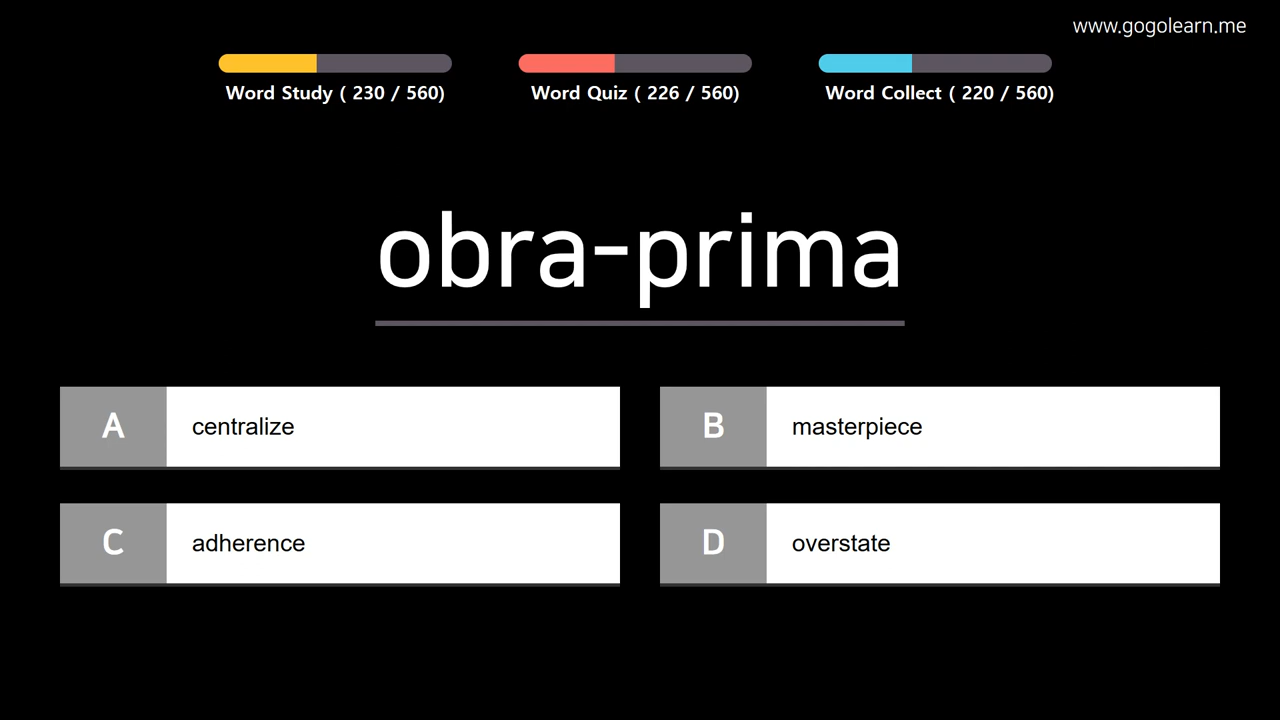 www.gogolearn.me
Word Study ( 230 / 560)
Word Quiz ( 226 / 560)
Word Collect ( 220 / 560)
obra-prima
A centralize
B masterpiece
C adherence
D overstate